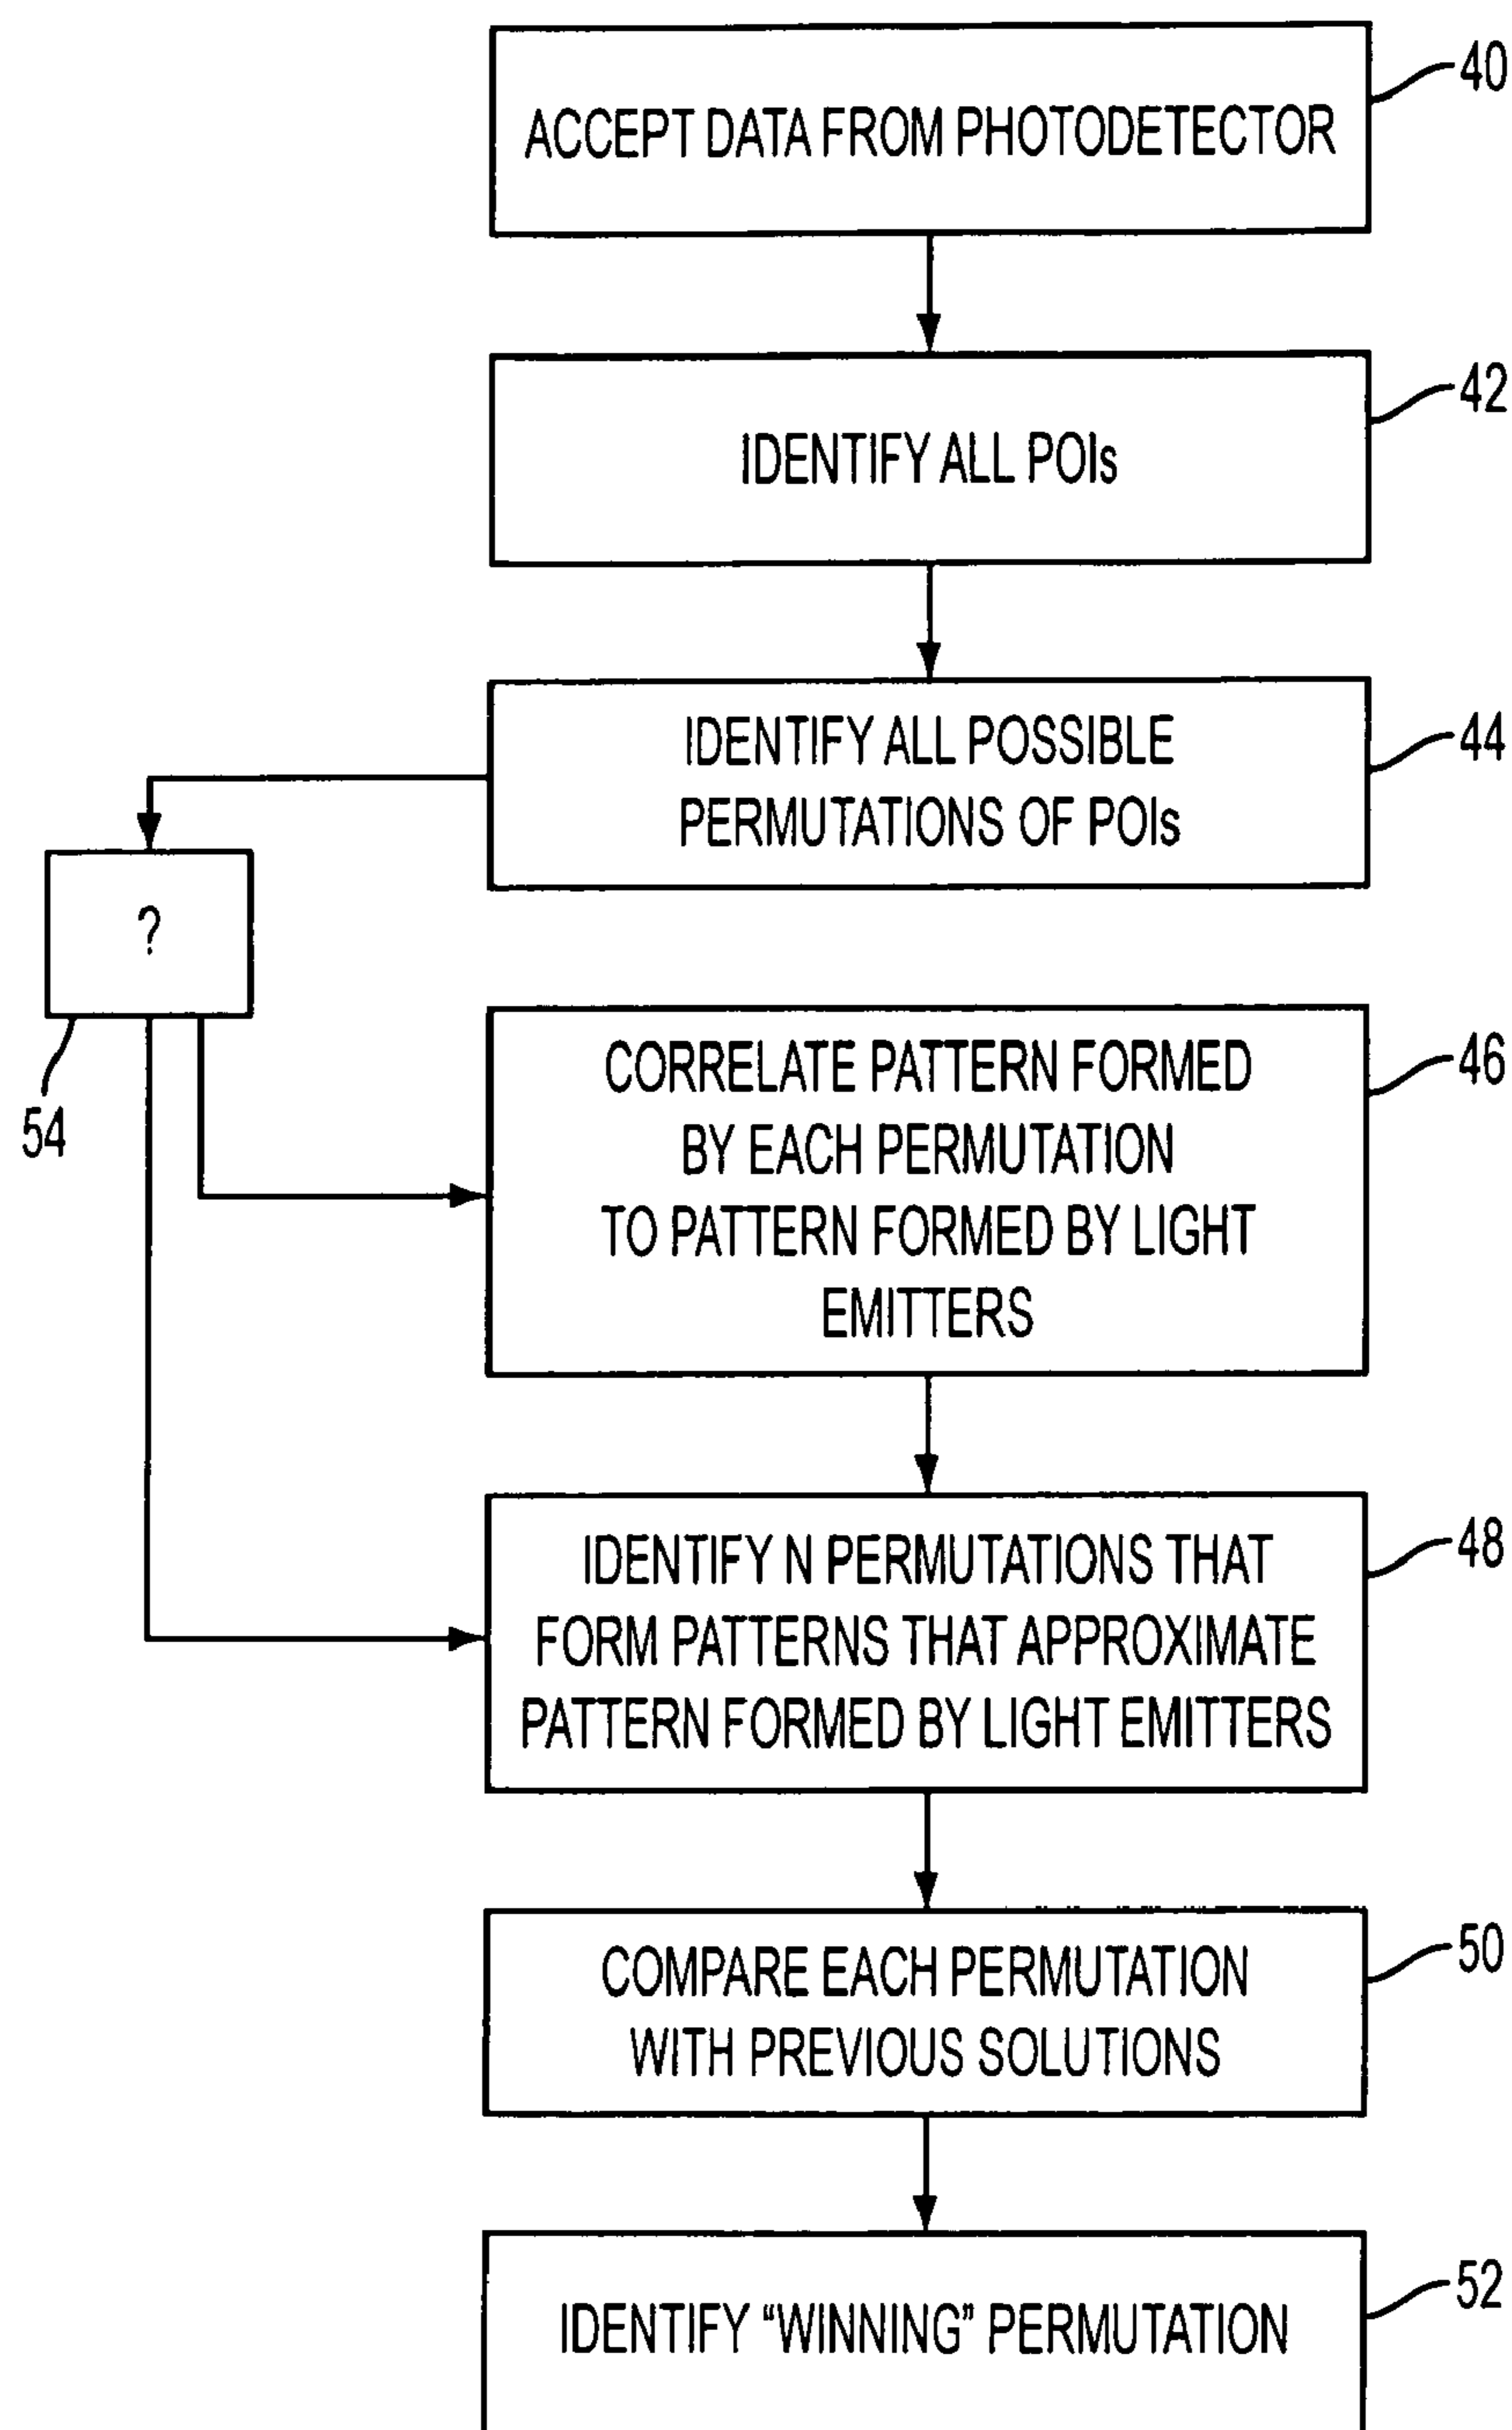 ACCEPT DATA FROM PHOTODETECTOR
40
IDENTIFY ALL POIs
42
IDENTIFY ALL POSSIBLE
PERMUTATIONS OF POIs
44
?
54
CORRELATE PATTERN FORMED
BY EACH PERMUTATION
TO PATTERN FORMED BY LIGHT
EMITTERS
46
IDENTIFY N PERMUTATIONS THAT
FORM PATTERNS THAT APPROXIMATE
PATTERN FORMED BY LIGHT EMITTERS
48
COMPARE EACH PERMUTATION
WITH PREVIOUS SOLUTIONS
50
IDENTIFY “WINNING” PERMUTATION
52